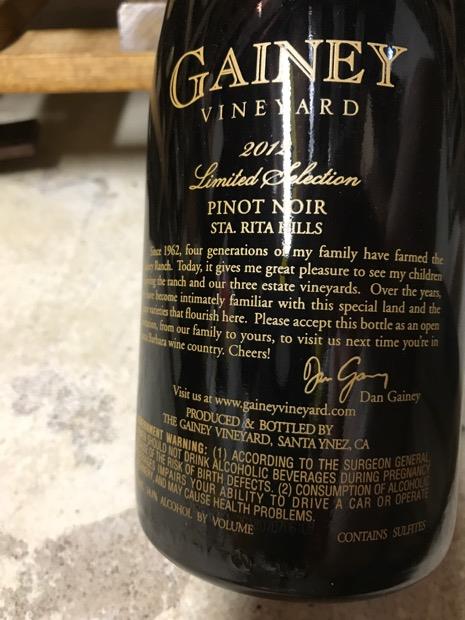 GAINEY
VINEYARD
Limited Selection
PINOT NOIR
STA. RITA HILLS
Since 1962, four generations of my family have farmed the
Ranch. Today, it gives me great pleasure to see my children
the ranch and our three estate vineyards. Over the years,
become intimately familiar with this special land and the
varieties that flourish here. Please accept this bottle as an open
from our family to yours, to visit us next time you're in
Barbara wine country. Cheers!
Dan Gainey
Visit us at www.gaineyvineyard.com
PRODUCED & BOTTLED BY
THE GAINEY VINEYARD, SANTA YNEZ, CA
WARNING: (1) ACCORDING TO THE SURGEON GENERAL,
SHOULD NOT DRINK ALCOHOLIC BEVERAGES DURING PREGNANCY
OF THE RISK OF BIRTH DEFECTS. (2) CONSUMPTION OF ALCOHOLIC
IMPAIRS YOUR ABILITY TO DRIVE A CAR OR OPERATE
AND MAY CAUSE HEALTH PROBLEMS.
ALCOHOL BY VOLUME
CONTAINS SULFITES